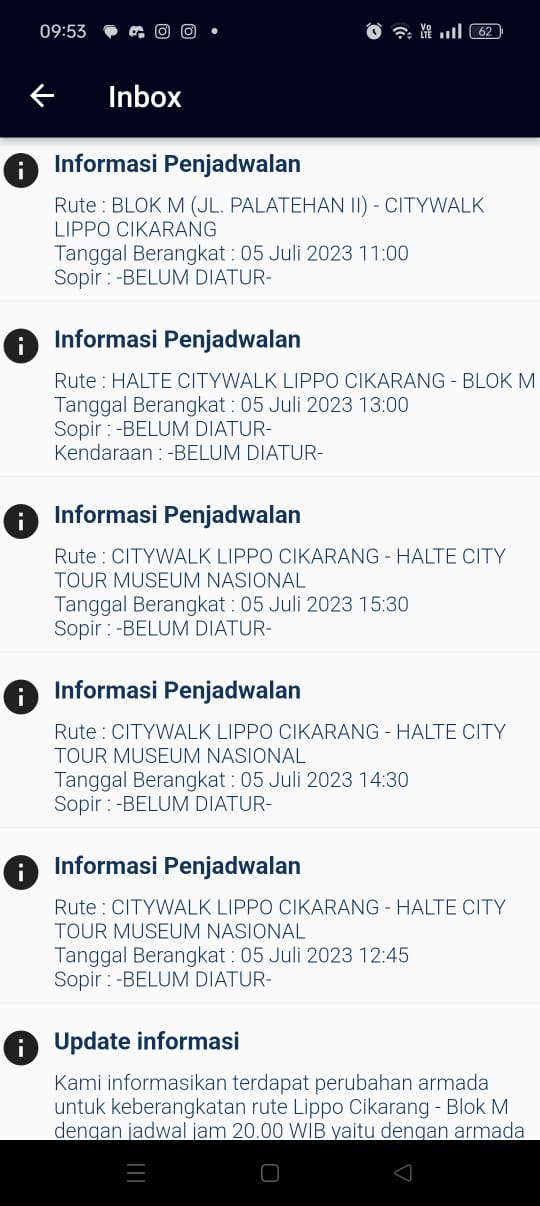 09:53
Vo
LTE
62
Inbox
Informasi Penjadwalan
Rute : BLOK M (JL. PALATEHAN II) - CITYWALK
LIPPO CIKARANG
Tanggal Berangkat : 05 Juli 2023 11:00
Sopir : -BELUM DIATUR-
Informasi Penjadwalan
Rute : HALTE CITYWALK LIPPO CIKARANG - BLOK M
Tanggal Berangkat : 05 Juli 2023 13:00
Sopir : -BELUM DIATUR-
Kendaraan : -BELUM DIATUR-
Informasi Penjadwalan
Rute : CITYWALK LIPPO CIKARANG - HALTE CITY
TOUR MUSEUM NASIONAL
Tanggal Berangkat : 05 Juli 2023 15:30
Sopir : -BELUM DIATUR-
Informasi Penjadwalan
Rute : CITYWALK LIPPO CIKARANG - HALTE CITY
TOUR MUSEUM NASIONAL
Tanggal Berangkat : 05 Juli 2023 14:30
Sopir : -BELUM DIATUR-
Informasi Penjadwalan
Rute : CITYWALK LIPPO CIKARANG - HALTE CITY
TOUR MUSEUM NASIONAL
Tanggal Berangkat : 05 Juli 2023 12:45
Sopir : -BELUM DIATUR-
Update informasi
Kami informasikan terdapat perubahan armada
untuk keberangkatan rute Lippo Cikarang - Blok M
dengan jadwal jam 20.00 WIB yaitu dengan armada